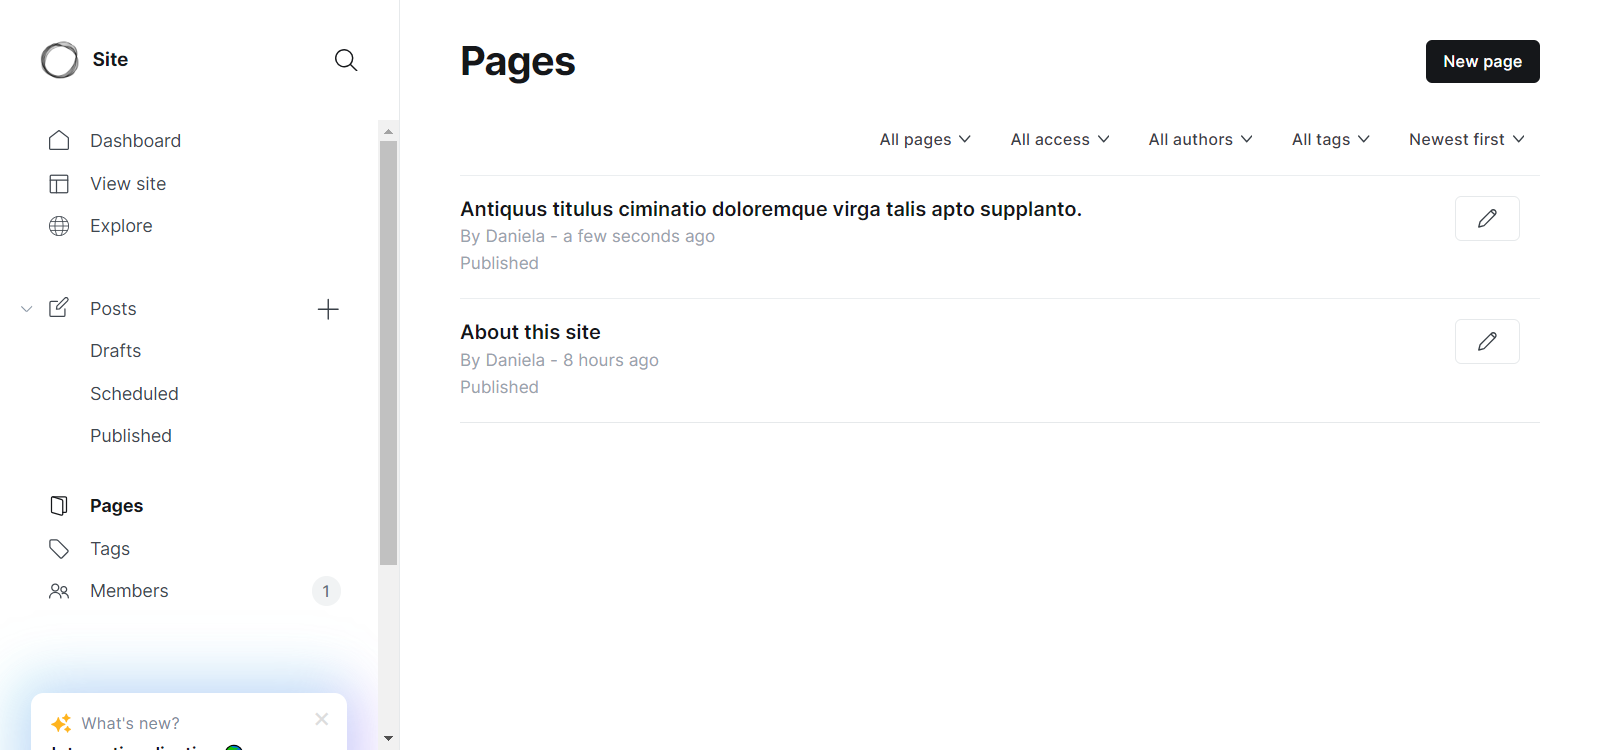 Site
Dashboard
View site
Explore
Posts
Drafts
Scheduled
Published
Pages
Tags
Members
1
What's new?
Pages
New page
All pages
All access
All authors
All tags
Newest first
Antiquus titulus ciminatio doloremque virga talis apto supplanto.
By Daniela - a few seconds ago
Published
About this site
By Daniela - 8 hours ago
Published